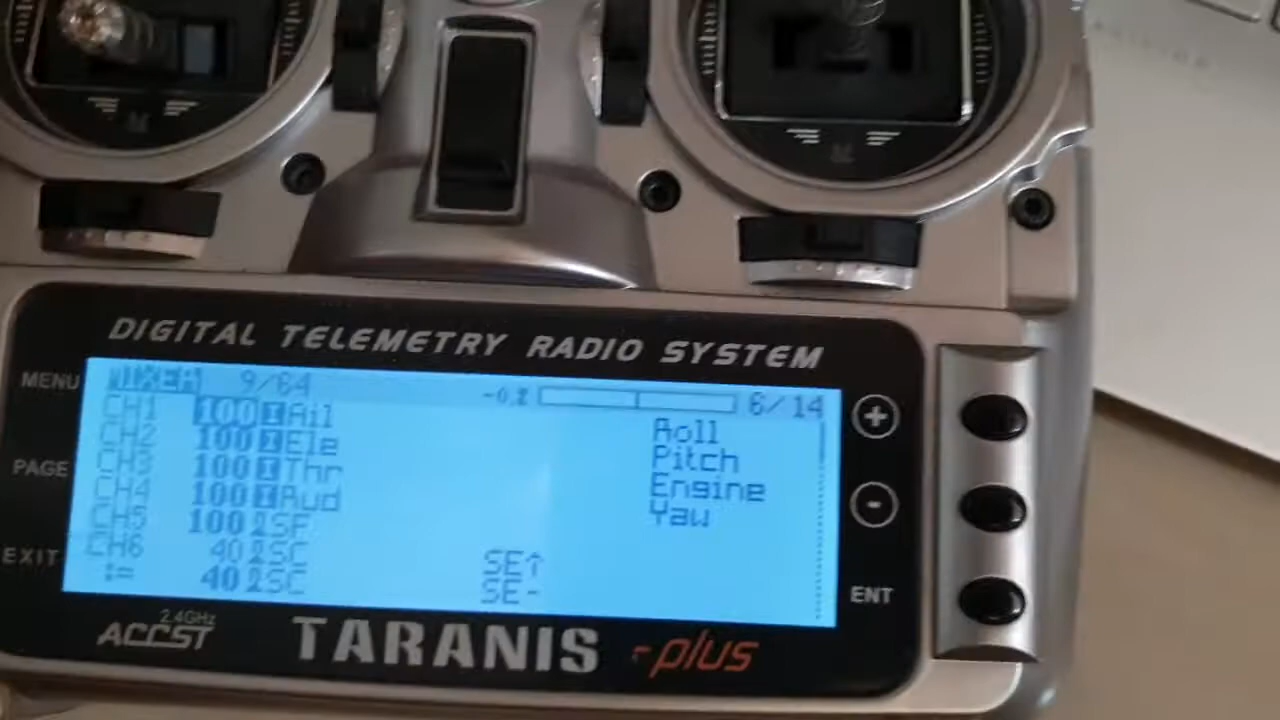 DIGITAL TELEMETRY RADIO SYSTEM
MENU
PAGE
EXIT
MIXER 9/64 6/14
CH1 100 I Ail Roll
CH2 100 I Ele Pitch
CH3 100 I Thr Engine
CH4 100 I Rud Yaw
CH5 100 SF
CH6 40 SC SE↑
+= 40 SC SE-
+
-
ENT
2.4GHz
ACCST
TARANIS
-plus